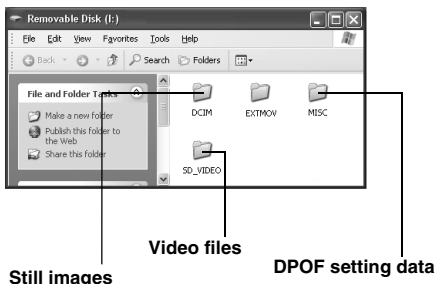 Removable Disk (I:)
File Edit View Favorites Tools Help
Back Search Folders
File and Folder Tasks
Make a new folder
Publish this folder to
the Web
Share this folder
DCIM EXTMOV MISC
SD_VIDEO
Video files
DPOF setting data
Still images